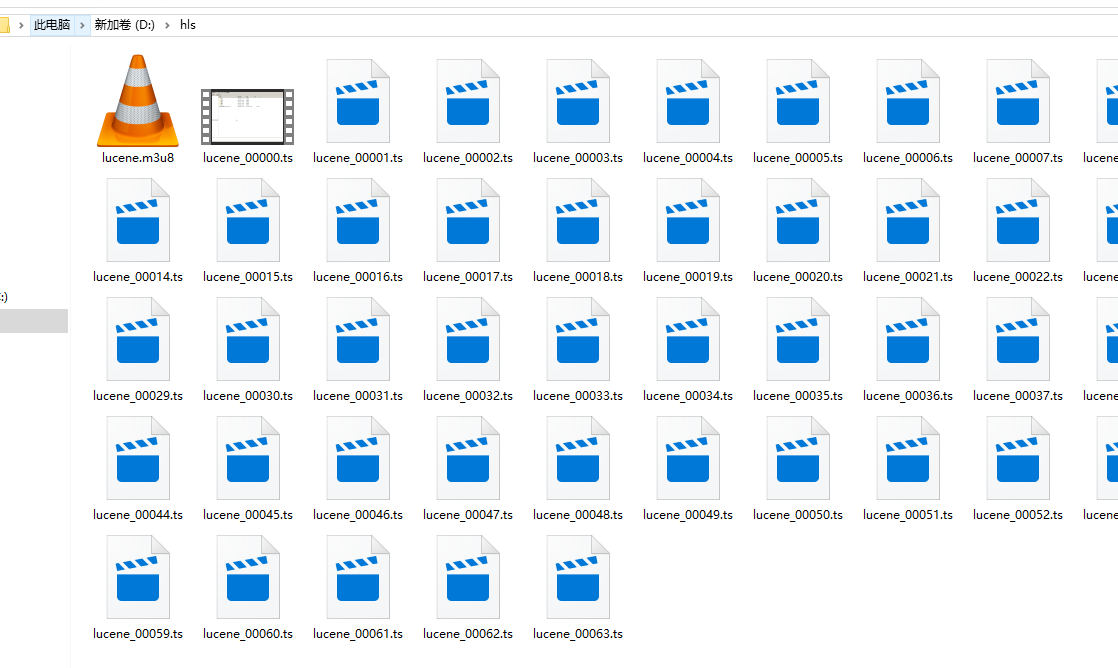 此电脑 › 新加卷 (D:) › hls
:)
lucene.m3u8 lucene_00000.ts lucene_00001.ts lucene_00002.ts lucene_00003.ts lucene_00004.ts lucene_00005.ts lucene_00006.ts lucene_00007.ts lucene
lucene_00014.ts lucene_00015.ts lucene_00016.ts lucene_00017.ts lucene_00018.ts lucene_00019.ts lucene_00020.ts lucene_00021.ts lucene_00022.ts lucene
lucene_00029.ts lucene_00030.ts lucene_00031.ts lucene_00032.ts lucene_00033.ts lucene_00034.ts lucene_00035.ts lucene_00036.ts lucene_00037.ts lucene
lucene_00044.ts lucene_00045.ts lucene_00046.ts lucene_00047.ts lucene_00048.ts lucene_00049.ts lucene_00050.ts lucene_00051.ts lucene_00052.ts lucene
lucene_00059.ts lucene_00060.ts lucene_00061.ts lucene_00062.ts lucene_00063.ts